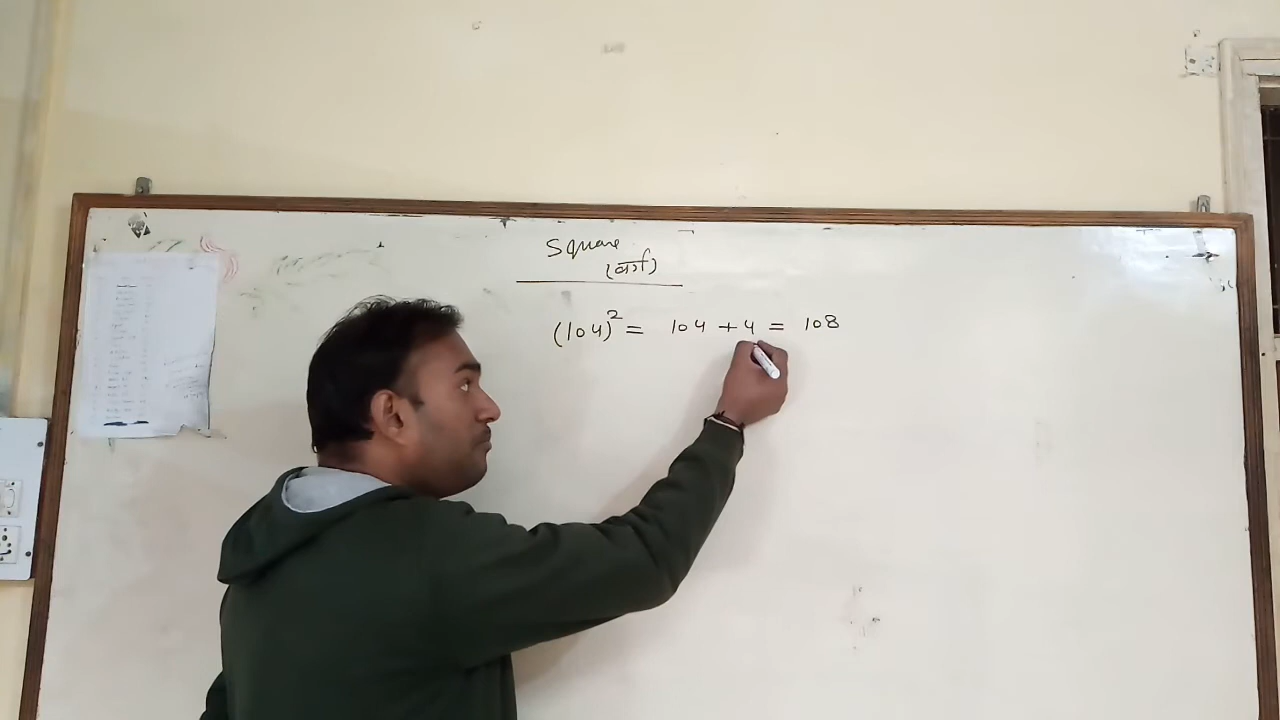 Square
(वर्ग)
(104)² = 104 + 4 = 108